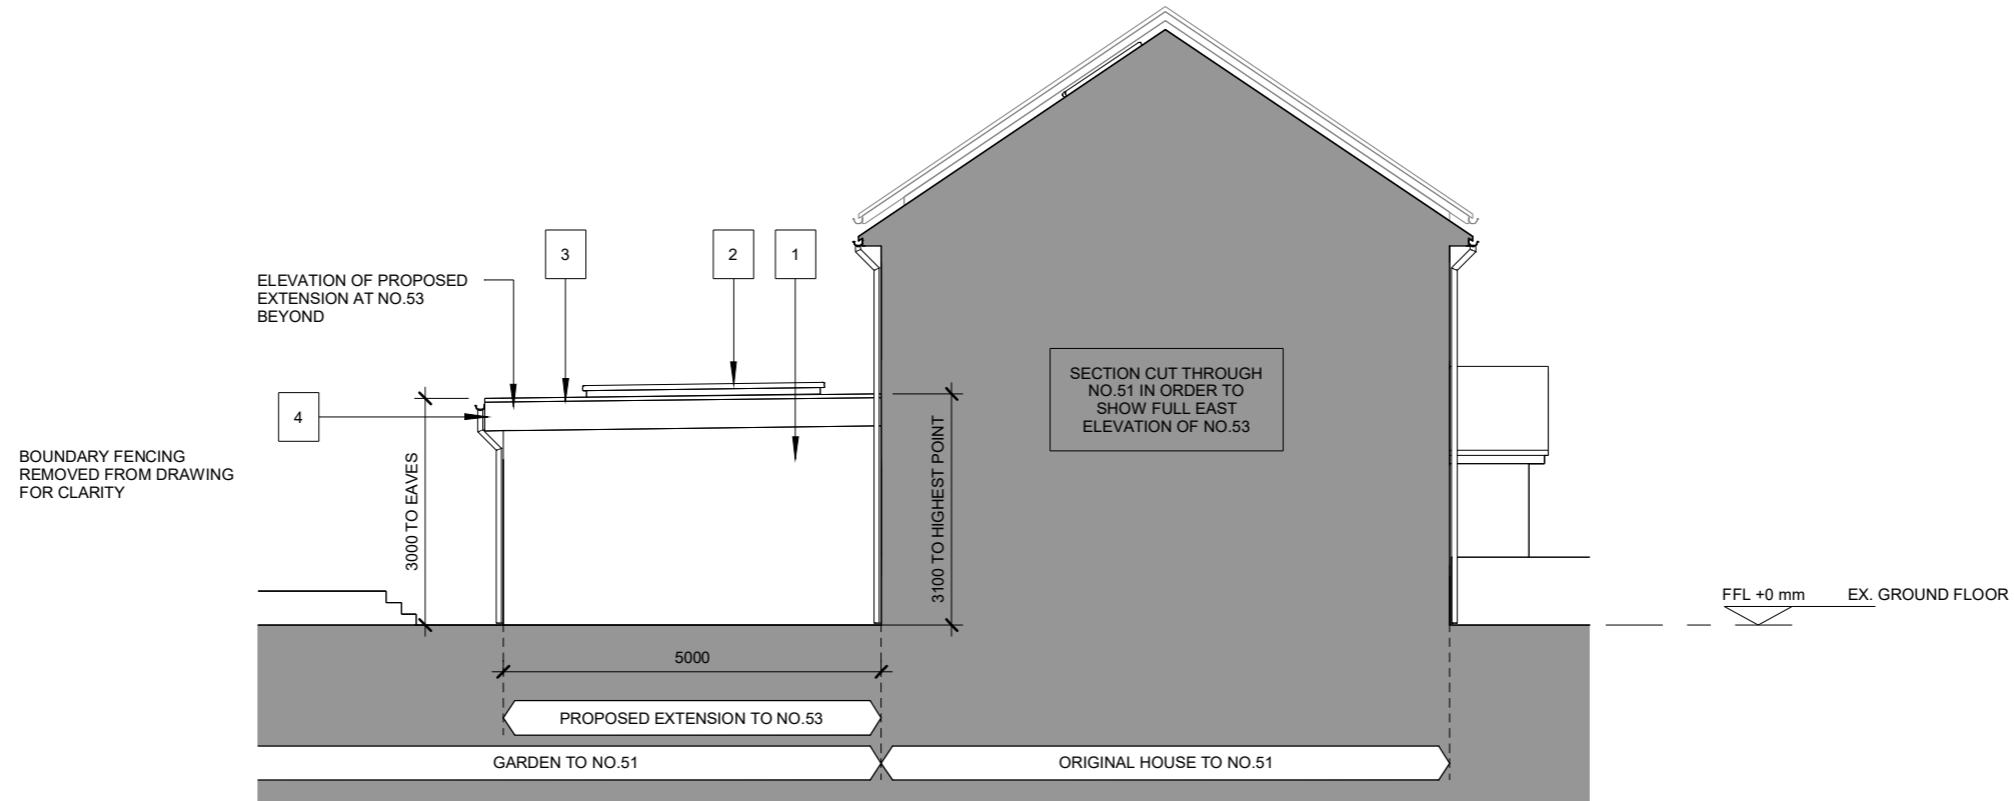 3
2
1
ELEVATION OF PROPOSED
EXTENSION AT NO.53
BEYOND
4
BOUNDARY FENCING
REMOVED FROM DRAWING
FOR CLARITY
3000 TO EAVES
3100 TO HIGHEST POINT
SECTION CUT THROUGH
NO.51 IN ORDER TO
SHOW FULL EAST
ELEVATION OF NO.53
FFL +0 mm
EX. GROUND FLOOR
5000
PROPOSED EXTENSION TO NO.53
GARDEN TO NO.51
ORIGINAL HOUSE TO NO.51